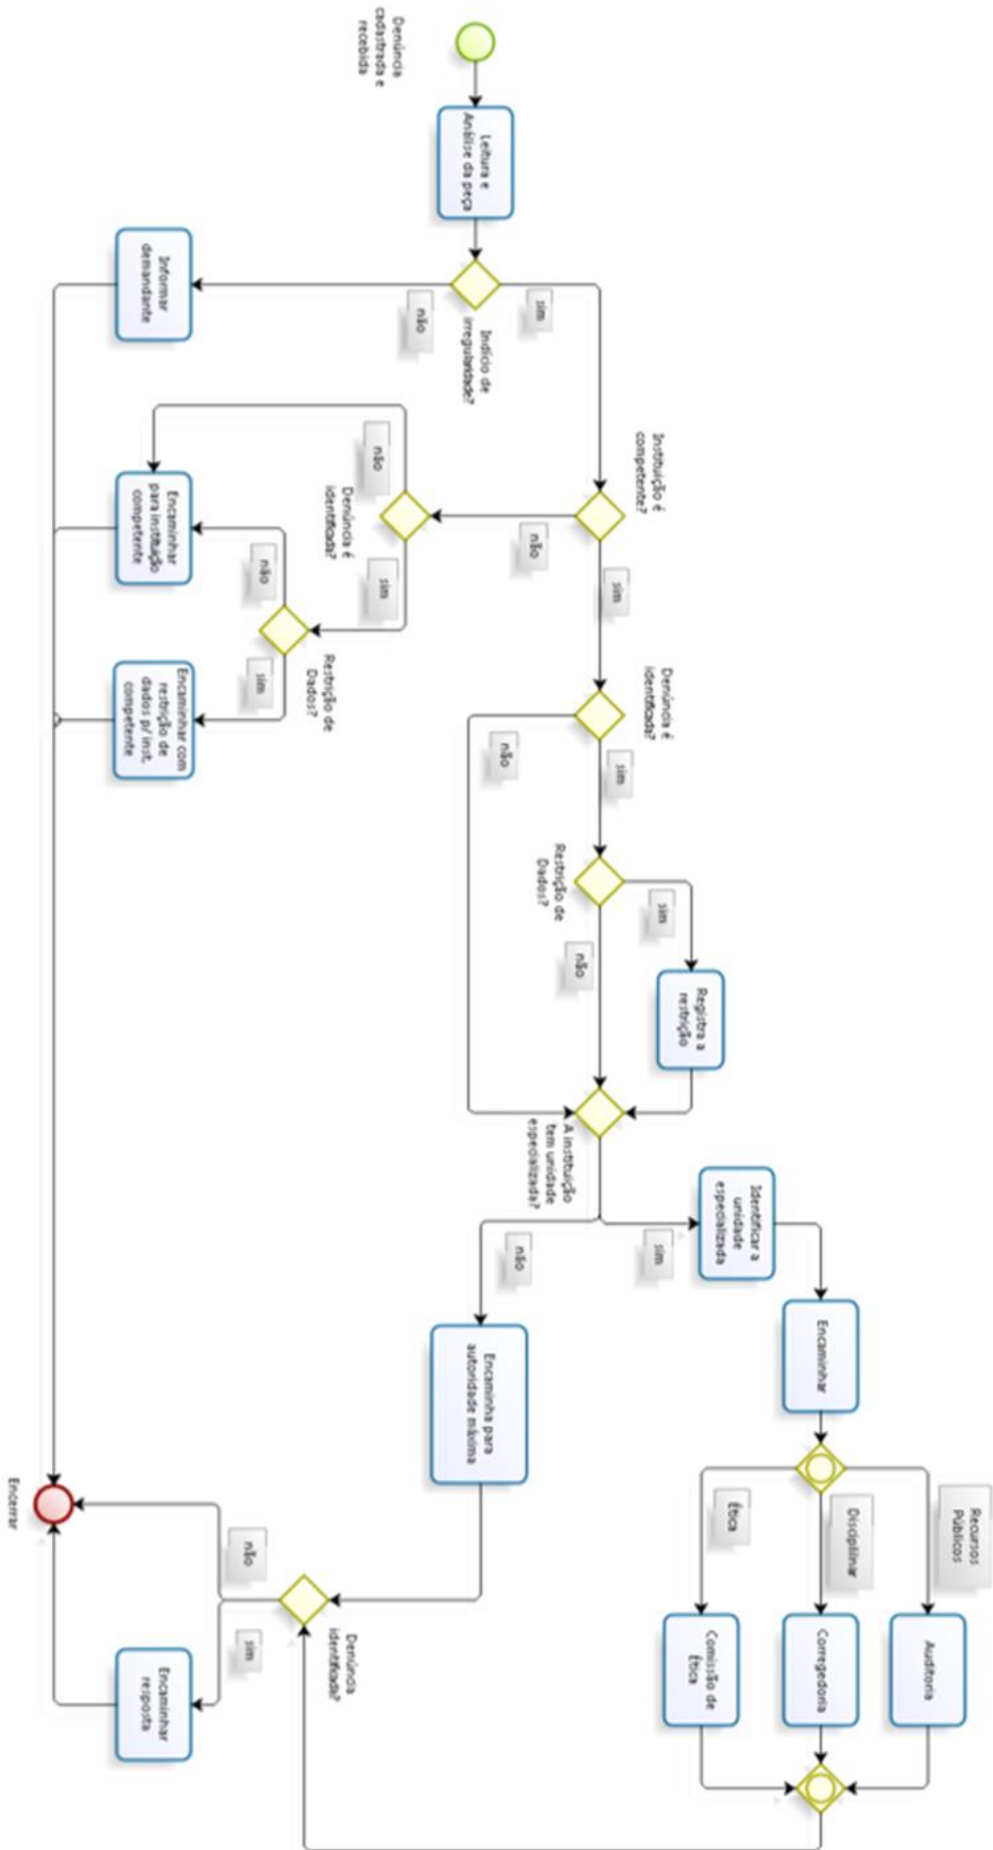 Denúncia
cadastrada e
recebida
Leitura e
Análise da peça
Indício de
irregularidade?
sim
não
Informar
demandante
Instituição é
competente?
não
sim
Denúncia é
identificada?
não
sim
Encaminhar
para instituição
competente
Restrição de
Dados?
não
sim
Encaminhar com
restrição de
dados p/ inst.
competente
Denúncia é
identificada?
sim
não
Restrição de
Dados?
sim
não
Registra a
restrição
A instituição
tem unidade
especializada?
sim
não
Identificar a
unidade
especializada
Encaminhar
Encaminha para
autoridade máxima
Recursos
Públicos
Disciplinar
Ética
Auditoria
Corregedoria
Comissão de
Ética
Denúncia
identificada?
não
sim
Encaminhar
resposta
Encerrar